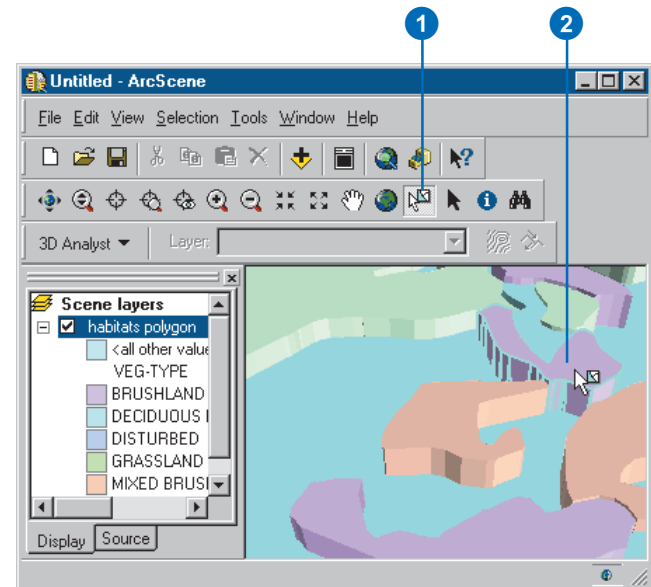 1 2
Untitled - ArcScene
File Edit View Selection Tools Window Help
3D Analyst Layer:
Scene layers
habitats polygon
<all other value
VEG-TYPE
BRUSHLAND
DECIDUOUS
DISTURBED
GRASSLAND
MIXED BRUSH
Display Source